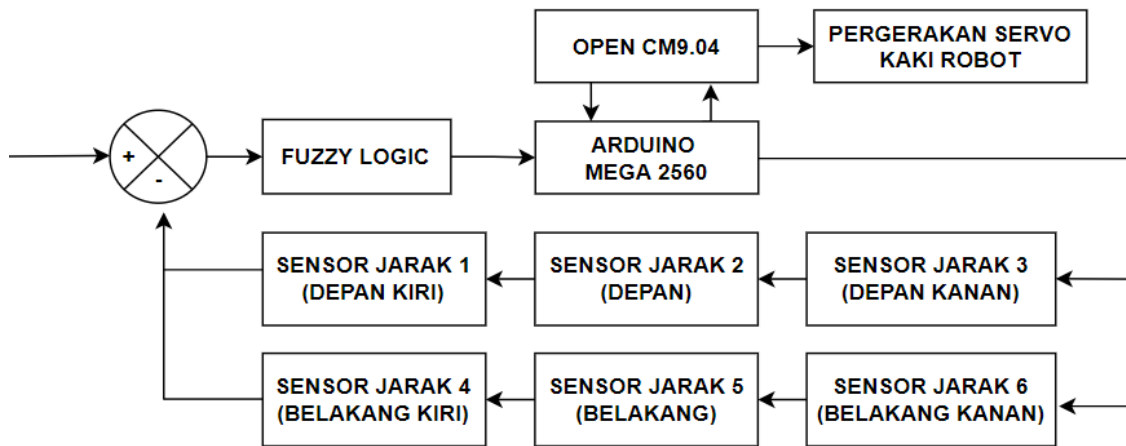 OPEN CM9.04
PERGERAKAN SERVO
KAKI ROBOT
+
-
FUZZY LOGIC
ARDUINO
MEGA 2560
SENSOR JARAK 1
(DEPAN KIRI)
SENSOR JARAK 2
(DEPAN)
SENSOR JARAK 3
(DEPAN KANAN)
SENSOR JARAK 4
(BELAKANG KIRI)
SENSOR JARAK 5
(BELAKANG)
SENSOR JARAK 6
(BELAKANG KANAN)